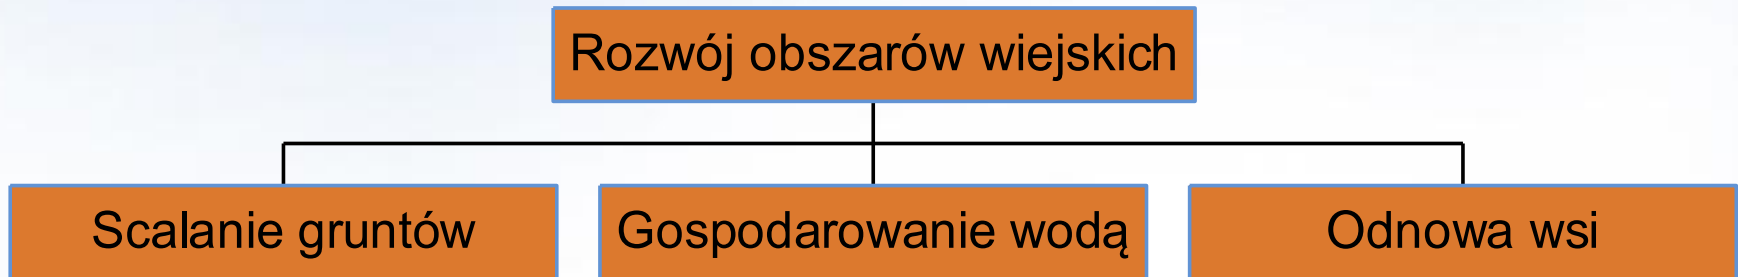 Rozwój obszarów wiejskich
Scalanie gruntów
Gospodarowanie wodą
Odnowa wsi